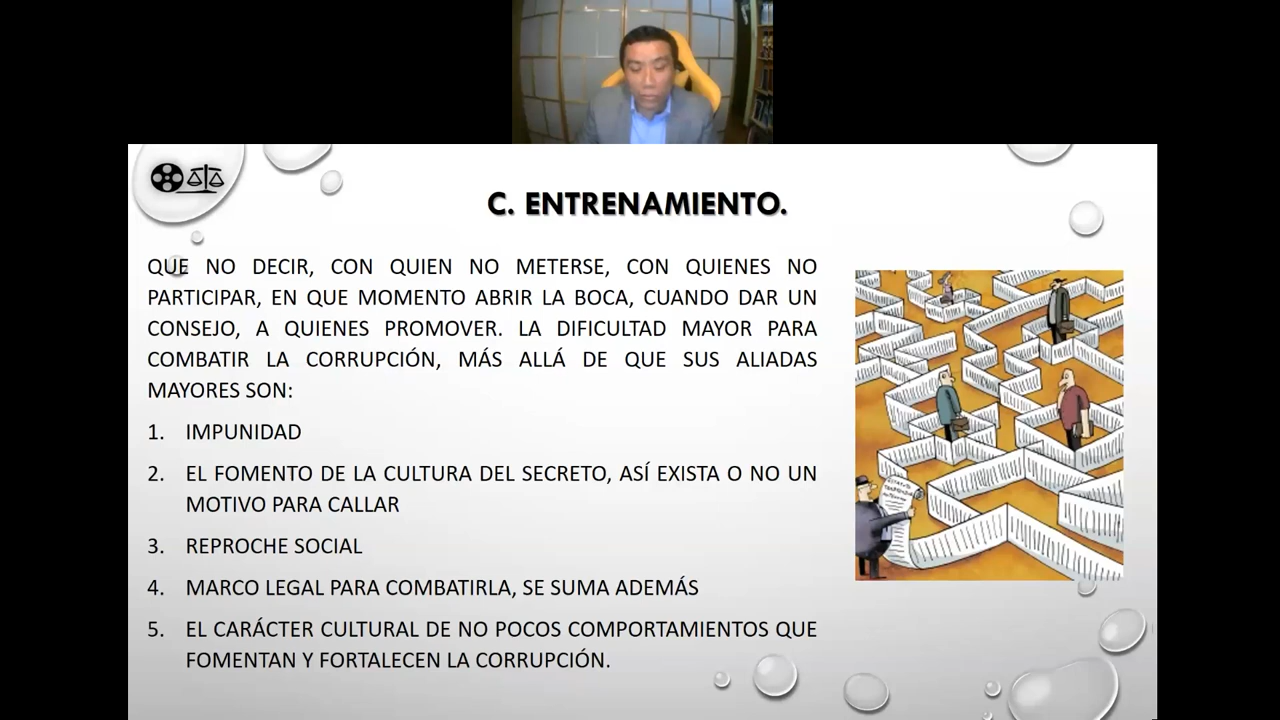 C. ENTRENAMIENTO.
QUE NO DECIR, CON QUIEN NO METERSE, CON QUIENES NO
PARTICIPAR, EN QUE MOMENTO ABRIR LA BOCA, CUANDO DAR UN
CONSEJO, A QUIENES PROMOVER. LA DIFICULTAD MAYOR PARA
COMBATIR LA CORRUPCIÓN, MÁS ALLÁ DE QUE SUS ALIADAS
MAYORES SON:
1. IMPUNIDAD
2. EL FOMENTO DE LA CULTURA DEL SECRETO, ASÍ EXISTA O NO UN
MOTIVO PARA CALLAR
3. REPROCHE SOCIAL
4. MARCO LEGAL PARA COMBATIRLA, SE SUMA ADEMÁS
5. EL CARÁCTER CULTURAL DE NO POCOS COMPORTAMIENTOS QUE
FOMENTAN Y FORTALECEN LA CORRUPCIÓN.